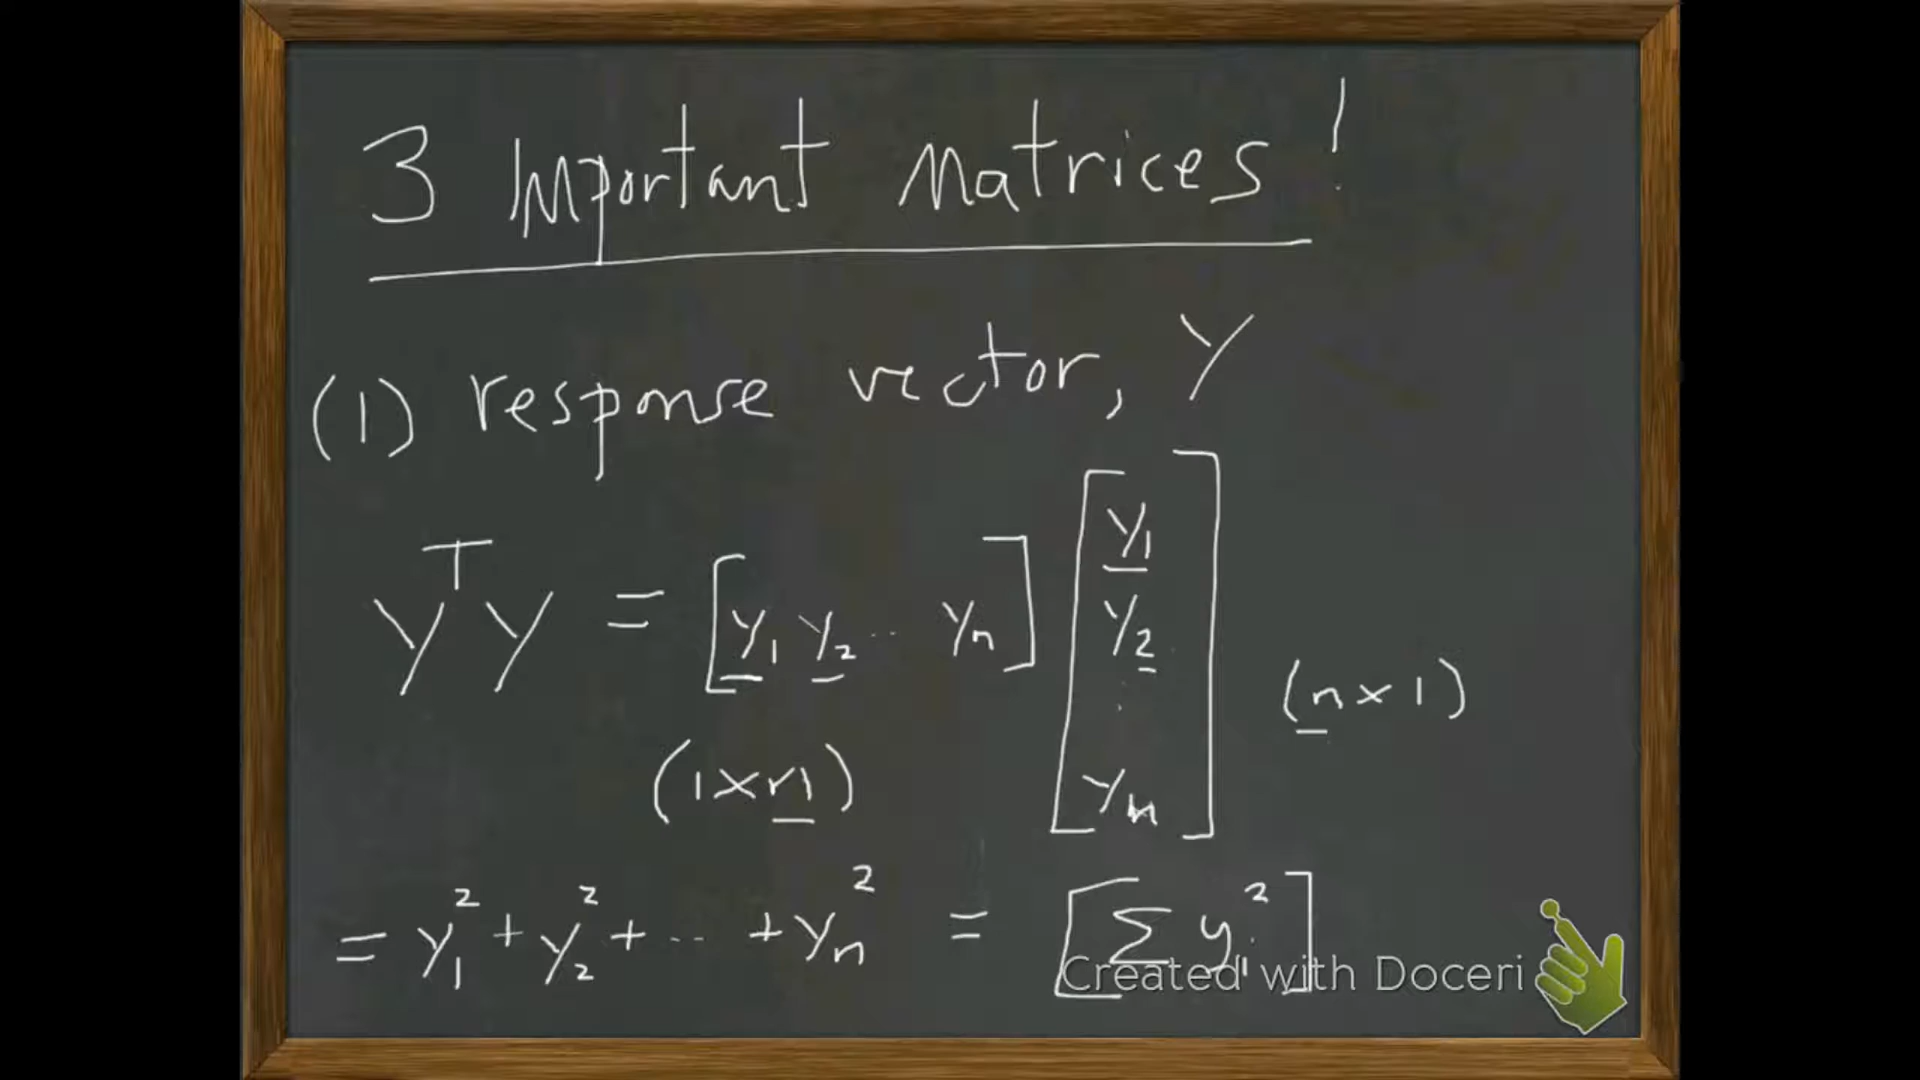 3 Important Matrices!
(1) response vector, Y
YᵀY = [y₁ y₂ ... yₙ] [y₁ y₂ . yₙ]
(1×n) (n×1)
= y₁² + y₂² + ... + yₙ² = [Σ yᵢ²]
Created with Doceri